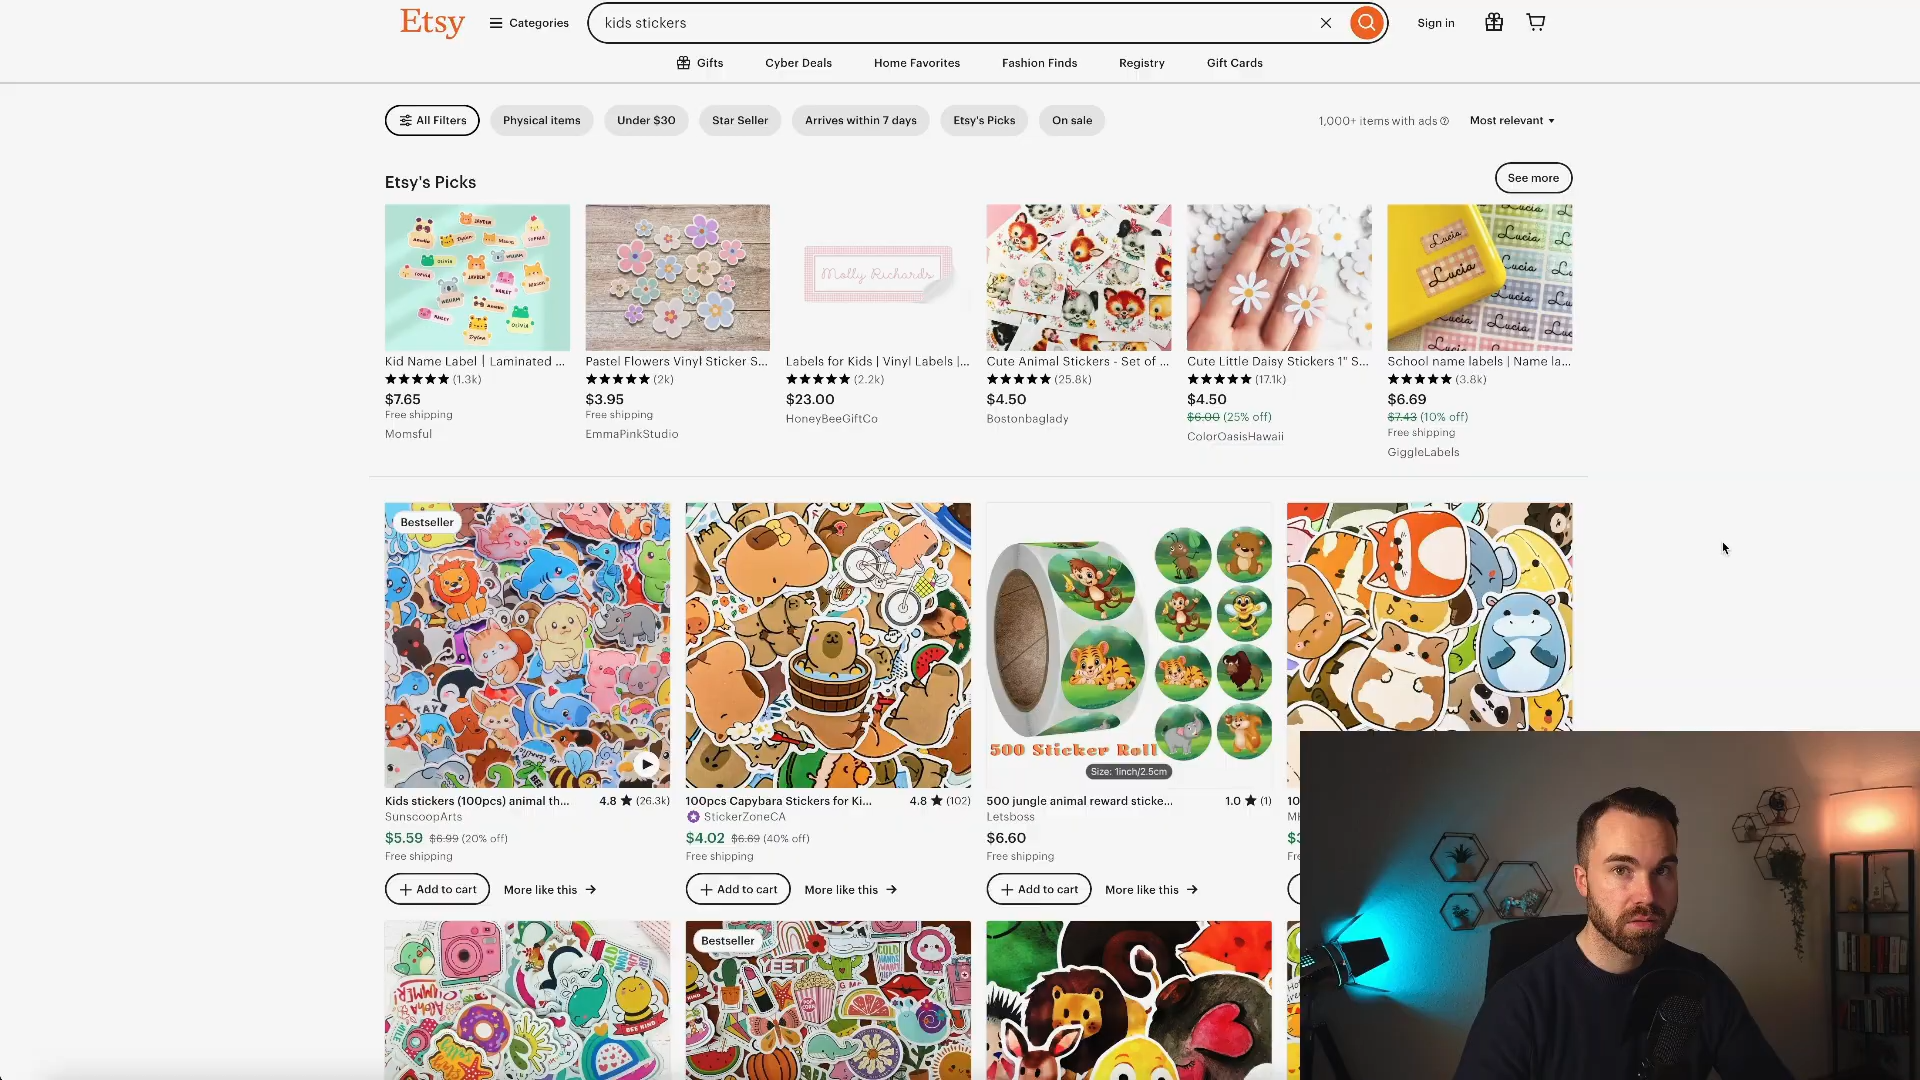 Etsy
Categories
kids stickers
Sign in
Gifts
Cyber Deals
Home Favorites
Fashion Finds
Registry
Gift Cards
All Filters
Physical items
Under $30
Star Seller
Arrives within 7 days
Etsy's Picks
On sale
1,000+ items with ads
Most relevant
Etsy's Picks
See more
Molly Richards
Lucia
Lucia
Kid Name Label | Laminated ...
Pastel Flowers Vinyl Sticker S...
Labels for Kids | Vinyl Labels |...
Cute Animal Stickers - Set of ...
Cute Little Daisy Stickers 1" S...
School name labels | Name la...
(1.3k)
(2k)
(2.2k)
(25.8k)
(17.1k)
(3.8k)
$7.65
$3.95
$23.00
$4.50
$4.50
$6.69
Free shipping
Free shipping
HoneyBeeGiftCo
Bostonbaglady
$6.00 (25% off)
$7.43 (10% off)
Momsful
EmmaPinkStudio
ColorOasisHawaii
Free shipping
GiggleLabels
Bestseller
500 Sticker Roll
Size: 1inch/2.5cm
Kids stickers (100pcs) animal th...
4.8 ★ (26.3k)
SunscoopArts
$5.59 $6.99 (20% off)
Free shipping
100pcs Capybara Stickers for Ki...
4.8 ★ (102)
StickerZoneCA
$4.02 $6.69 (40% off)
Free shipping
500 jungle animal reward sticke...
1.0 ★ (1)
Letsboss
$6.60
Free shipping
10
Fre
Add to cart
More like this
Add to cart
More like this
Add to cart
More like this
Bestseller
YEET
BEE KIND